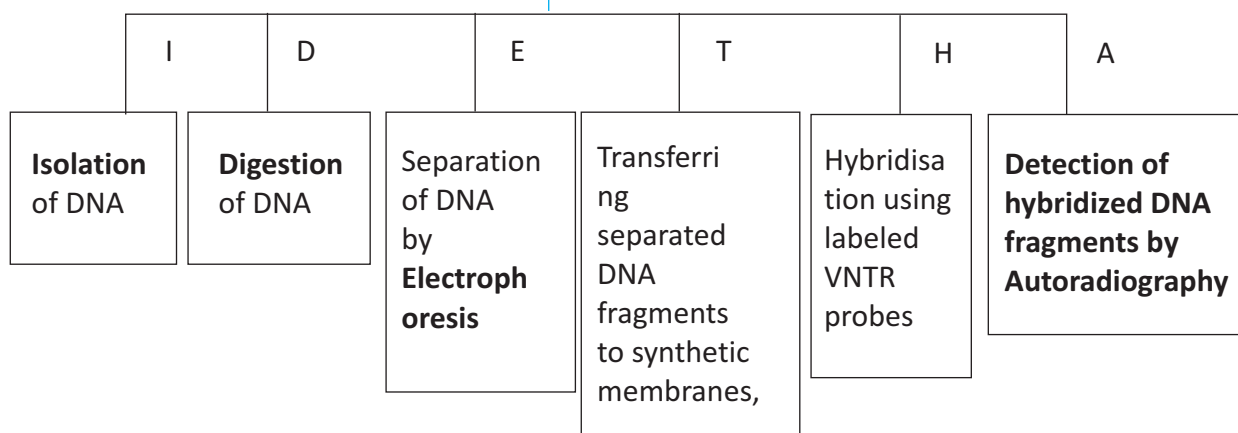 I D E T H A
Isolation
of DNA
Digestion
of DNA
Separation
of DNA
by
Electroph
oresis
Transferri
ng
separated
DNA
fragments
to synthetic
membranes,
Hybridisa
tion using
labeled
VNTR
probes
Detection of
hybridized DNA
fragments by
Autoradiography